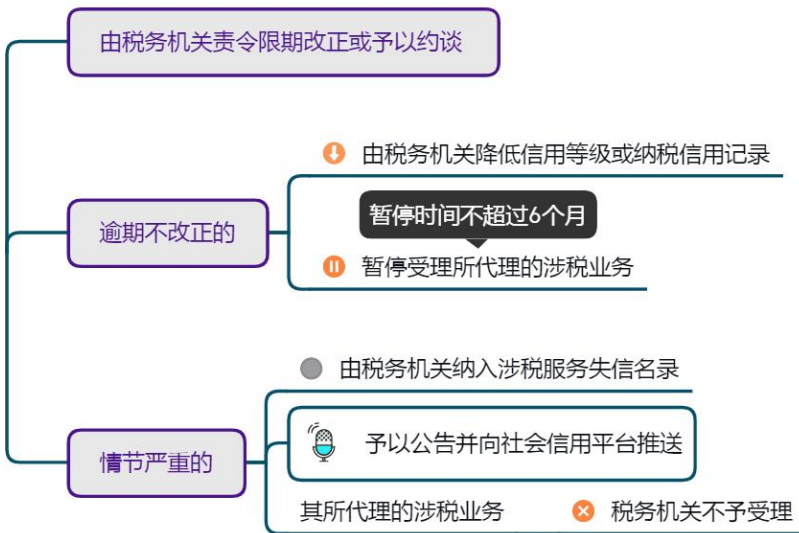 由税务机关责令限期改正或予以约谈
由税务机关降低信用等级或纳税信用记录
暂停时间不超过6个月
逾期不改正的
暂停受理所代理的涉税业务
由税务机关纳入涉税服务失信名录
予以公告并向社会信用平台推送
情节严重的
其所代理的涉税业务 税务机关不予受理